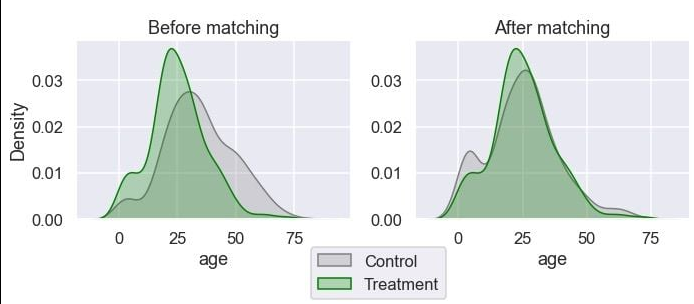 Before matching
After matching
Density
0.03
0.02
0.01
0.00
0 25 50 75
age
0.03
0.02
0.01
0.00
0 25 50 75
age
Control
Treatment